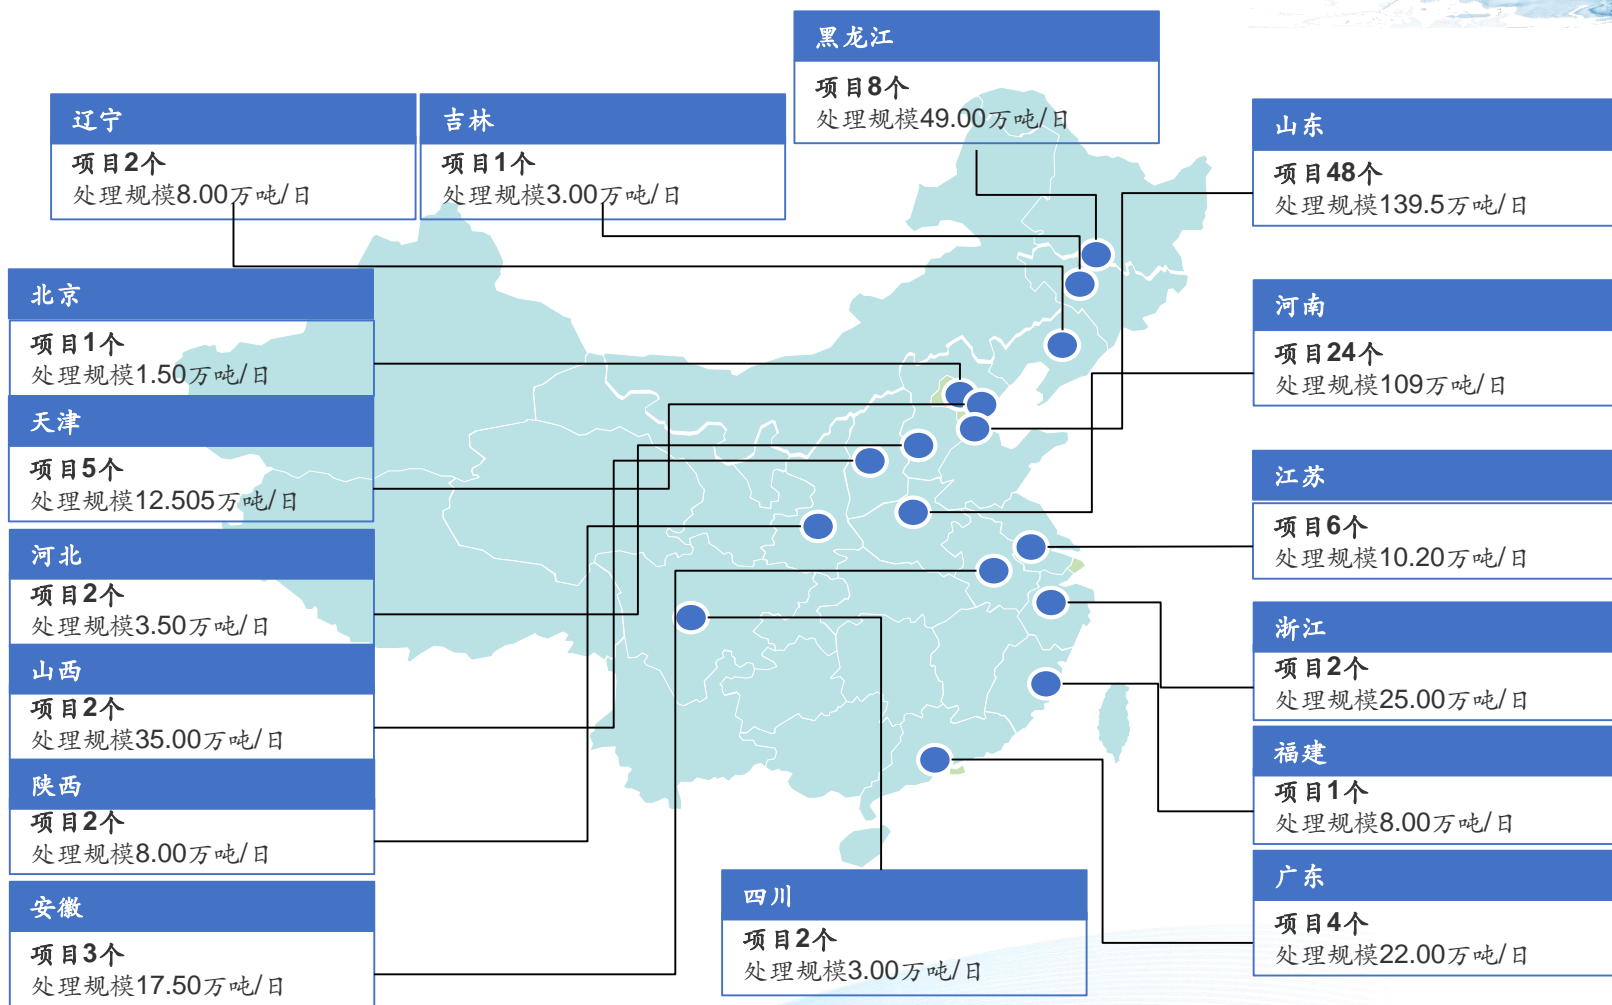 黑龙江
项目8个
处理规模49.00万吨/日
辽宁
项目2个
处理规模8.00万吨/日
吉林
项目1个
处理规模3.00万吨/日
山东
项目48个
处理规模139.5万吨/日
北京
项目1个
处理规模1.50万吨/日
河南
项目24个
处理规模109万吨/日
天津
项目5个
处理规模12.505万吨/日
江苏
项目6个
处理规模10.20万吨/日
河北
项目2个
处理规模3.50万吨/日
浙江
项目2个
处理规模25.00万吨/日
山西
项目2个
处理规模35.00万吨/日
福建
项目1个
处理规模8.00万吨/日
陕西
项目2个
处理规模8.00万吨/日
广东
项目4个
处理规模22.00万吨/日
安徽
项目3个
处理规模17.50万吨/日
四川
项目2个
处理规模3.00万吨/日